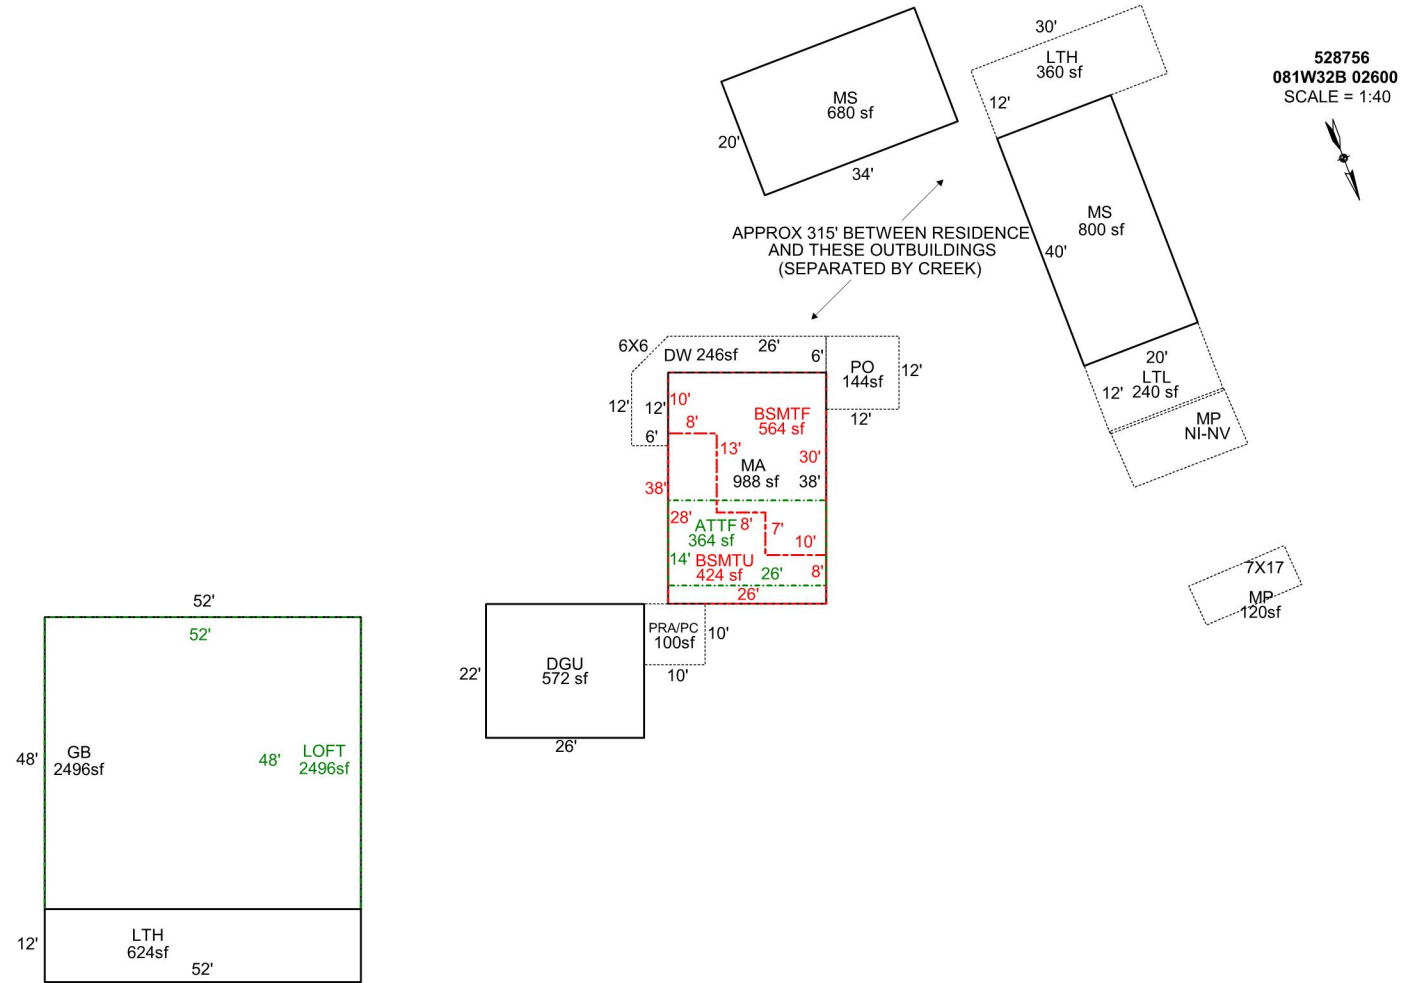 30'
LTH
360 sf
12'
528756
081W32B 02600
SCALE = 1:40
MS
680 sf
20'
34'
MS
800 sf
40'
APPROX 315' BETWEEN RESIDENCE
AND THESE OUTBUILDINGS
(SEPARATED BY CREEK)
20'
LTL
240 sf
12'
MP
NI-NV
6X6
DW 246sf
26'
6'
PO
144sf
12'
12'
12'
12'
10'
6'
8'
BSMTF
564 sf
13'
30'
MA
988 sf
38'
38'
28'
ATTF
364 sf
8'
7'
14'
10'
BSMTU
424 sf
26'
8'
26'
7X17
MP
120sf
PRA/PC
100sf
10'
10'
DGU
572 sf
22'
26'
52'
52'
48'
GB
2496sf
48'
LOFT
2496sf
12'
LTH
624sf
52'